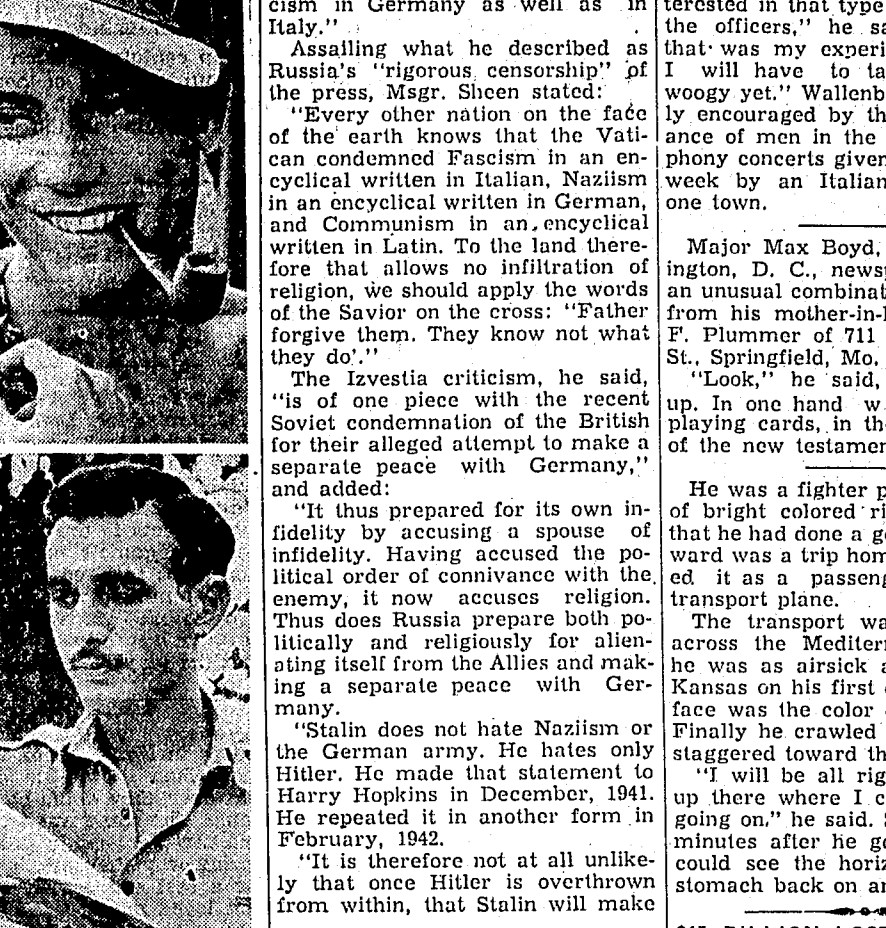 cism in Germany as well as in
Italy."
Assailing what he described as
Russia's "rigorous censorship" of
the press, Msgr. Sheen stated:
"Every other nation on the face
of the earth knows that the Vati-
can condemned Fascism in an en-
cyclical written in Italian, Naziism
in an encyclical written in German,
and Communism in an encyclical
written in Latin. To the land there-
fore that allows no infiltration of
religion, we should apply the words
of the Savior on the cross: "Father
forgive them. They know not what
they do'."
The Izvestia criticism, he said,
"is of one piece with the recent
Soviet condemnation of the British
for their alleged attempt to make a
separate peace with Germany,"
and added:
"It thus prepared for its own in-
fidelity by accusing a spouse of
infidelity. Having accused the po-
litical order of connivance with the
enemy, it now accuses religion.
Thus does Russia prepare both po-
litically and religiously for alien-
ating itself from the Allies and mak-
ing a separate peace with Ger-
many.
"Stalin does not hate Naziism or
the German army. He hates only
Hitler. He made that statement to
Harry Hopkins in December, 1941.
He repeated it in another form in
February, 1942.
"It is therefore not at all unlike-
ly that once Hitler is overthrown
from within, that Stalin will make
terested in that type
the officers," he sa
that was my experi
I will have to ta
woogy yet." Wallenb
ly encouraged by th
ance of men in the
phony concerts given
week by an Italian
one town.
Major Max Boyd,
ington, D. C., news
an unusual combinat
from his mother-in-l
F. Plummer of 711
St., Springfield, Mo.
"Look," he said,
up. In one hand w
playing cards, in th
of the new testamen
He was a fighter p
of bright colored ri
that he had done a g
ward was a trip hom
ed it as a passeng
transport plane.
The transport wa
across the Mediter
he was as airsick a
Kansas on his first
face was the color
Finally he crawled
staggered toward th
"I will be all rig
up there where I c
going on," he said.
minutes after he g
could see the horiz
stomach back on a